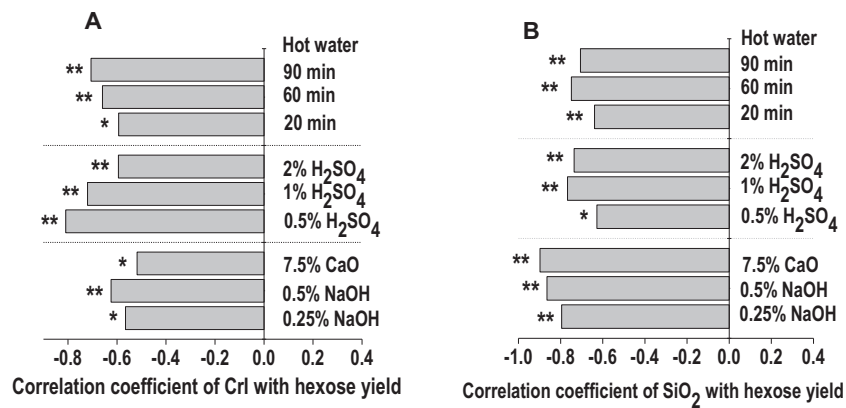 A
Hot water
** 90 min
** 60 min
* 20 min
** 2% H₂SO₄
** 1% H₂SO₄
** 0.5% H₂SO₄
* 7.5% CaO
** 0.5% NaOH
* 0.25% NaOH
-0.8 -0.6 -0.4 -0.2 0.0 0.2 0.4
Correlation coefficient of CrI with hexose yield
B
Hot water
** 90 min
** 60 min
** 20 min
** 2% H₂SO₄
** 1% H₂SO₄
* 0.5% H₂SO₄
** 7.5% CaO
** 0.5% NaOH
** 0.25% NaOH
-1.0 -0.8 -0.6 -0.4 -0.2 0.0 0.2 0.4
Correlation coefficient of SiO₂ with hexose yield